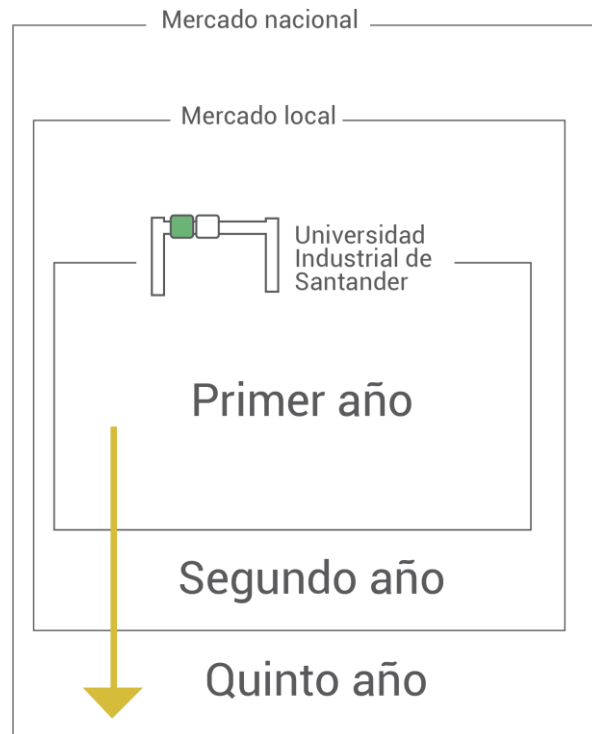 Mercado nacional
Mercado local
Universidad
Industrial de
Santander
Primer año
Segundo año
Quinto año